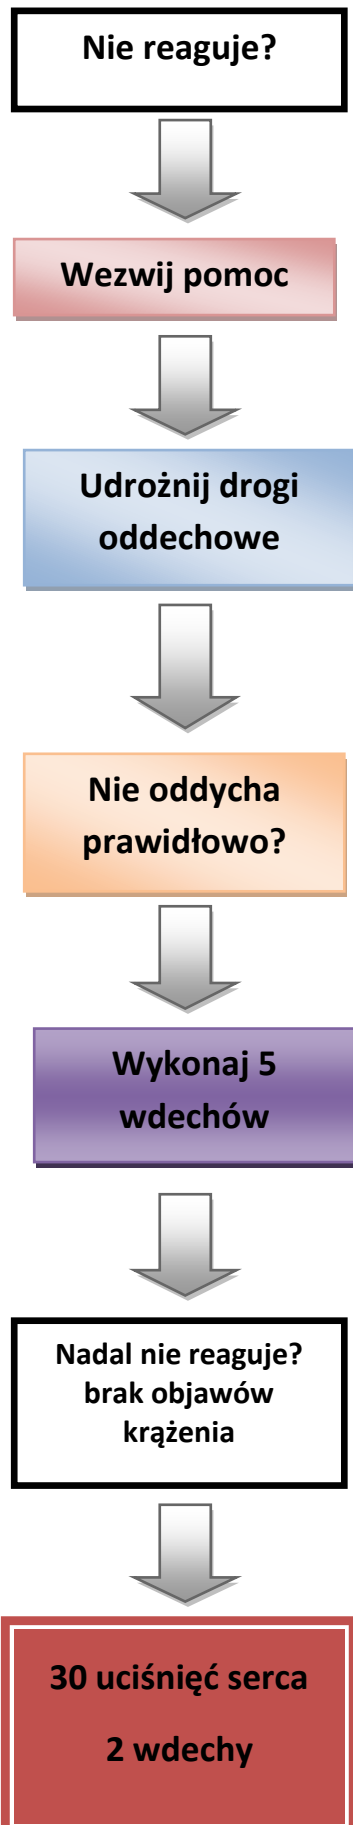 Nie reaguje?
Wezwij pomoc
Udrożnij drogi
oddechowe
Nie oddycha
prawidłowo?
Wykonaj 5
wdechów
Nadal nie reaguje?
brak objawów
krążenia
30 uciśnięć serca
2 wdechy